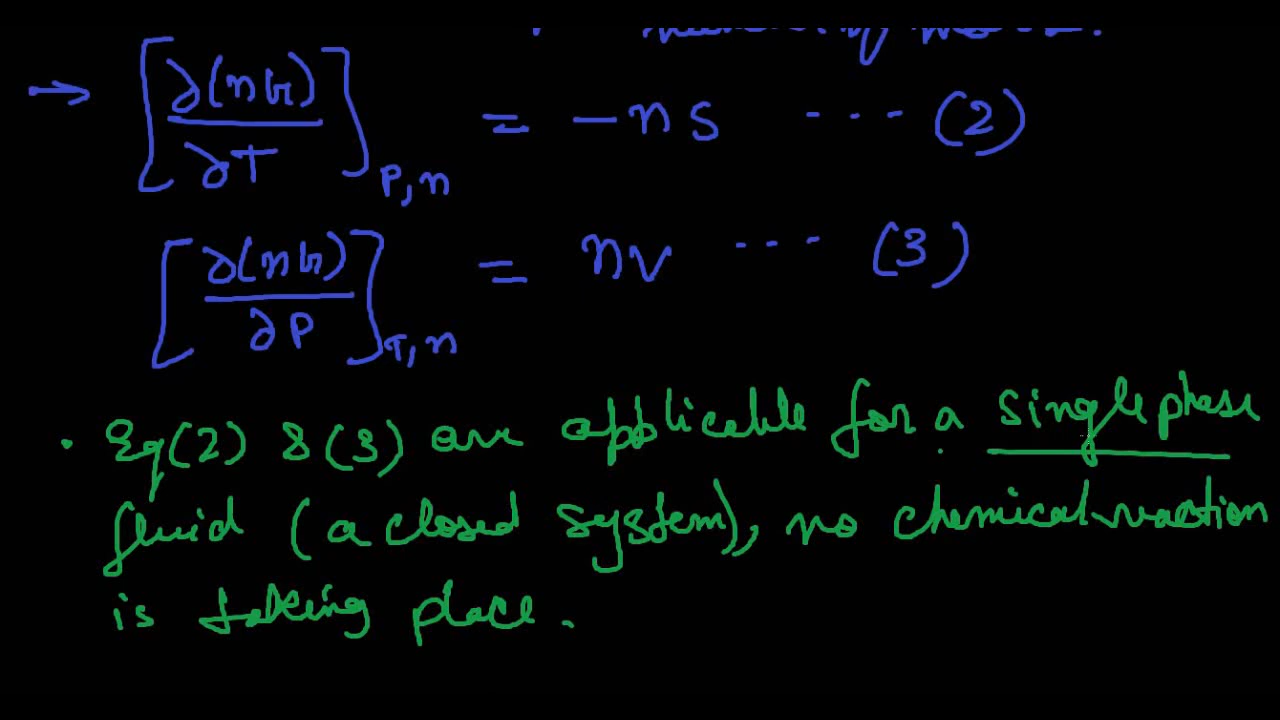 → [∂(nG)/∂T]P,n = -ns .... (2)
[∂(nG)/∂P]T,n = nv .... (3)
· Eq(2) & (3) are applicable for a single phase
fluid (a closed system), no chemical reaction
is taking place.